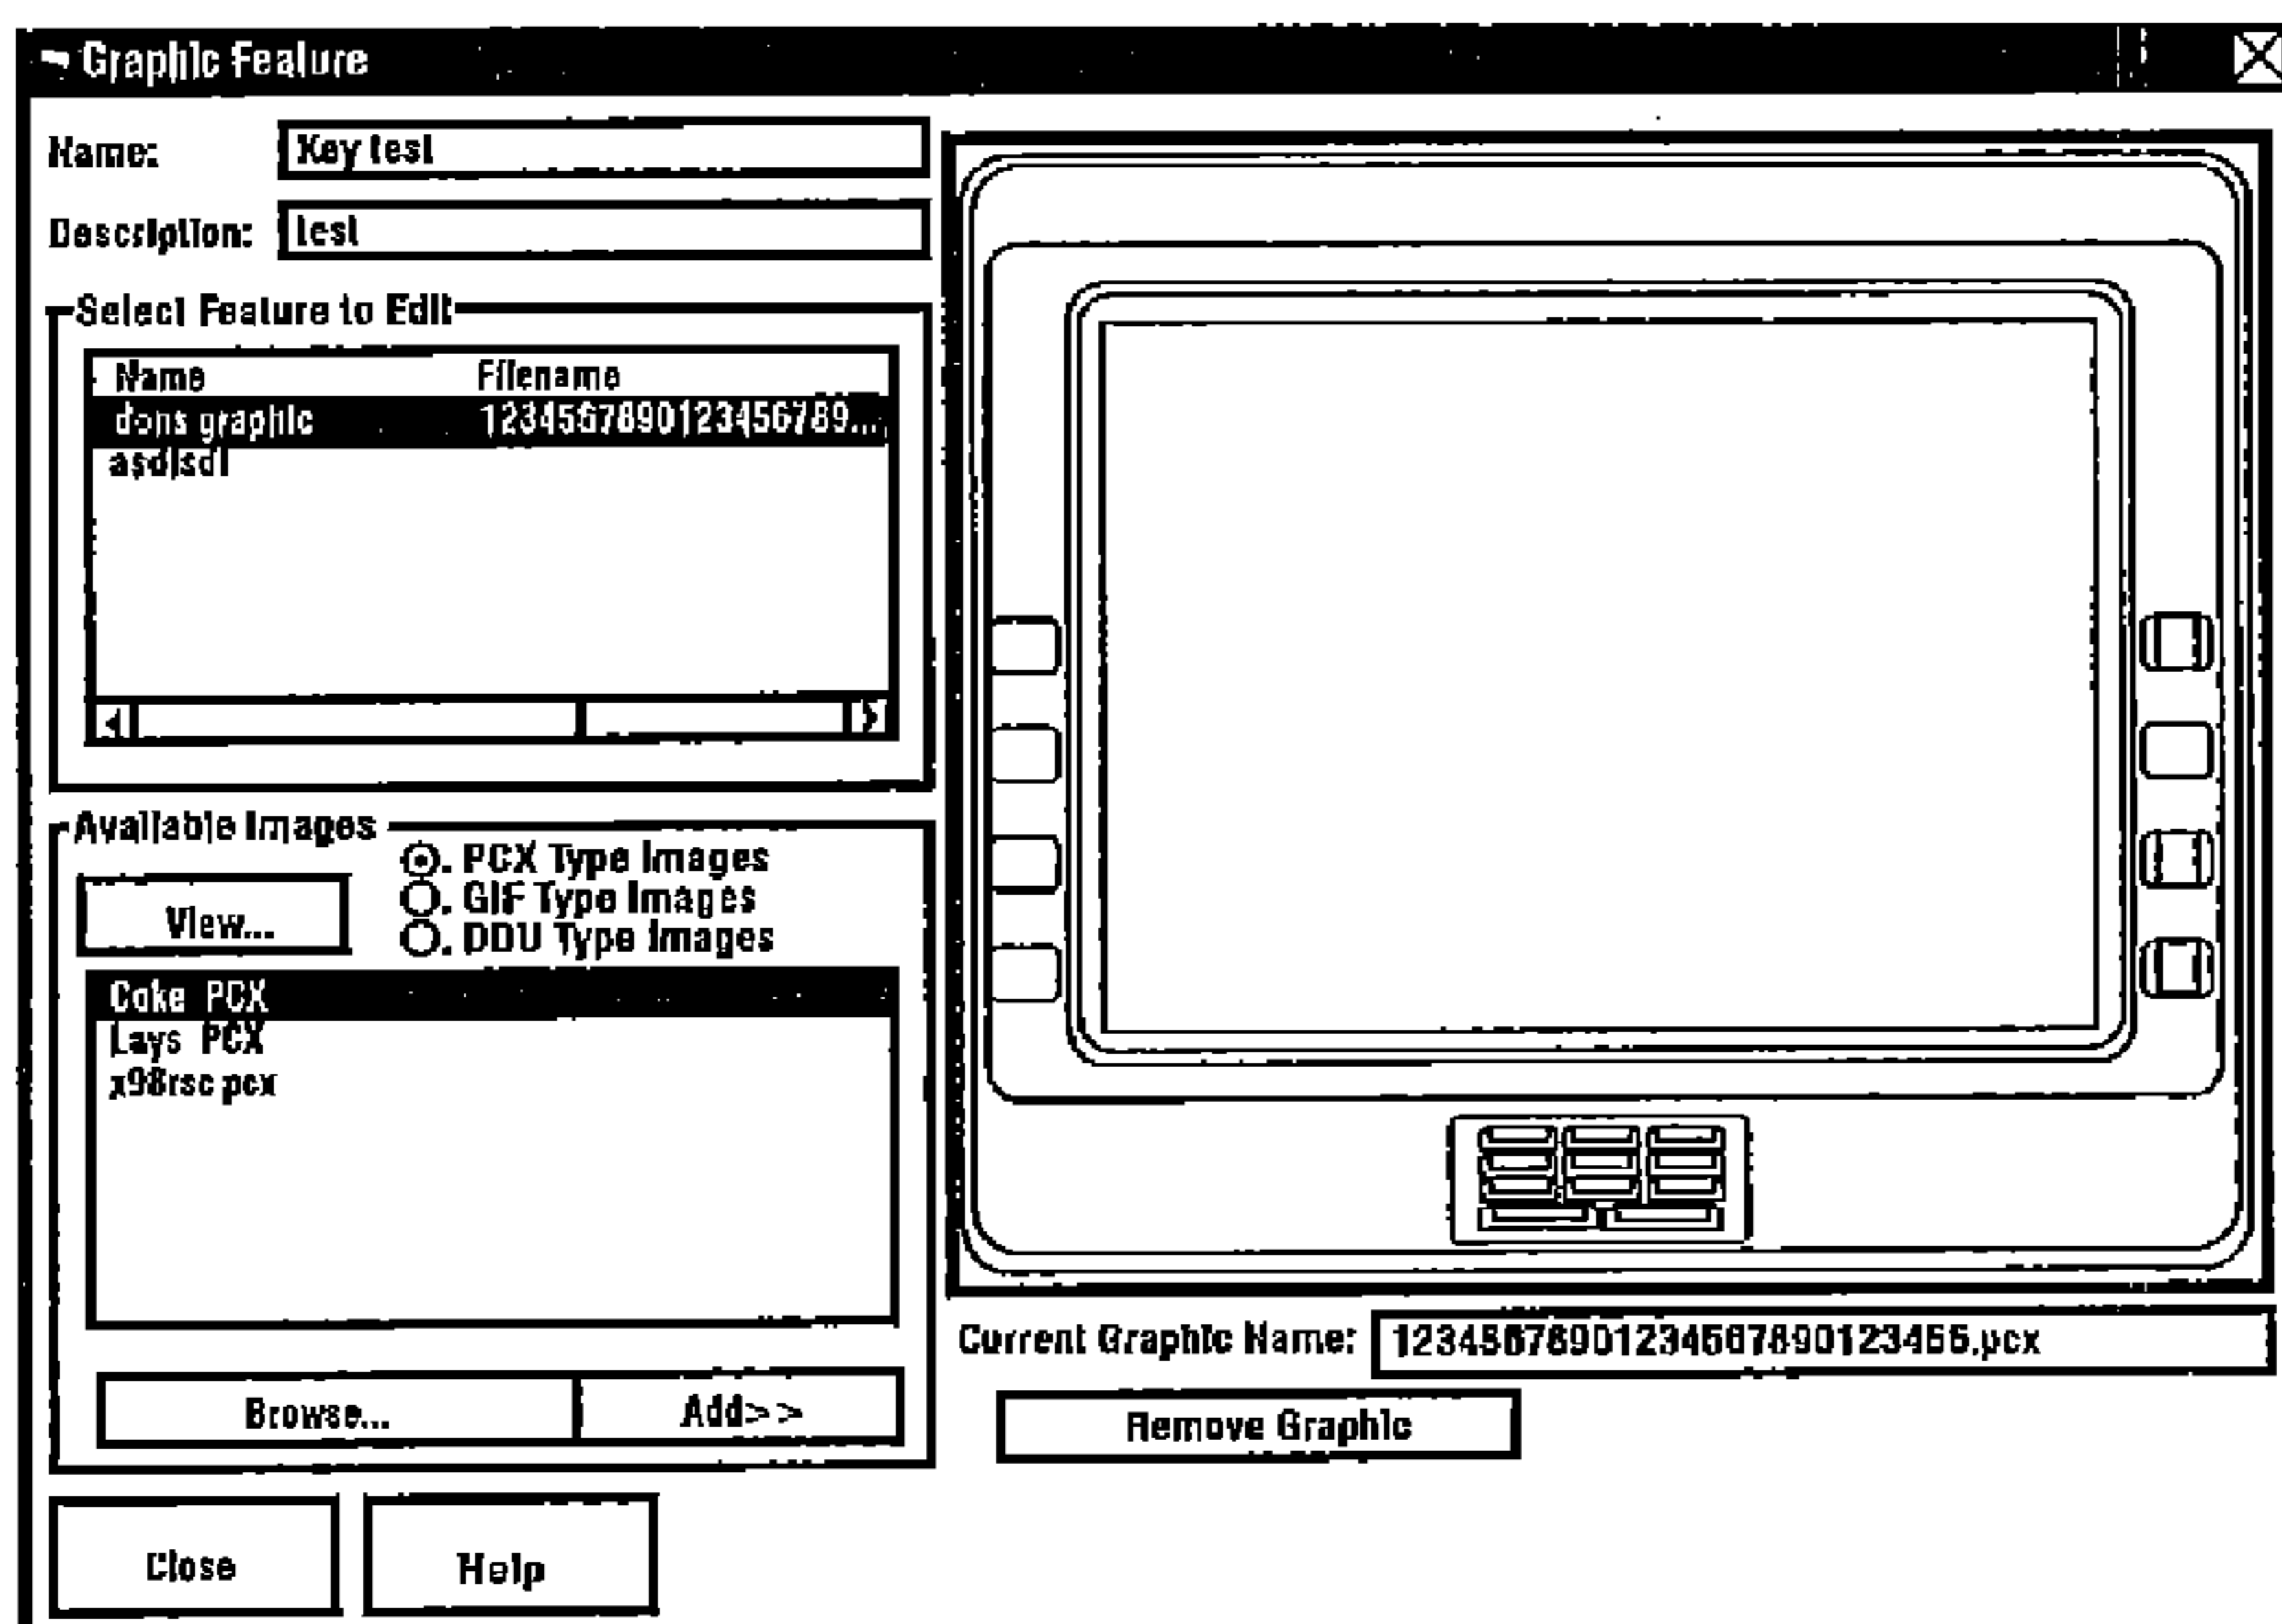 Graphic Feature
Name: Key test
Description: test
Select Feature to Edit
Name Filename
dons graphic 1234567890123456789...
Available Images
PCX Type Images
GIF Type Images
DDU Type Images
View...
Coke PCX
Lays PCX
x98rsc pcx
Browse... Add>>
Current Graphic Name: 12345678901234567890123456.pcx
Remove Graphic
Close Help